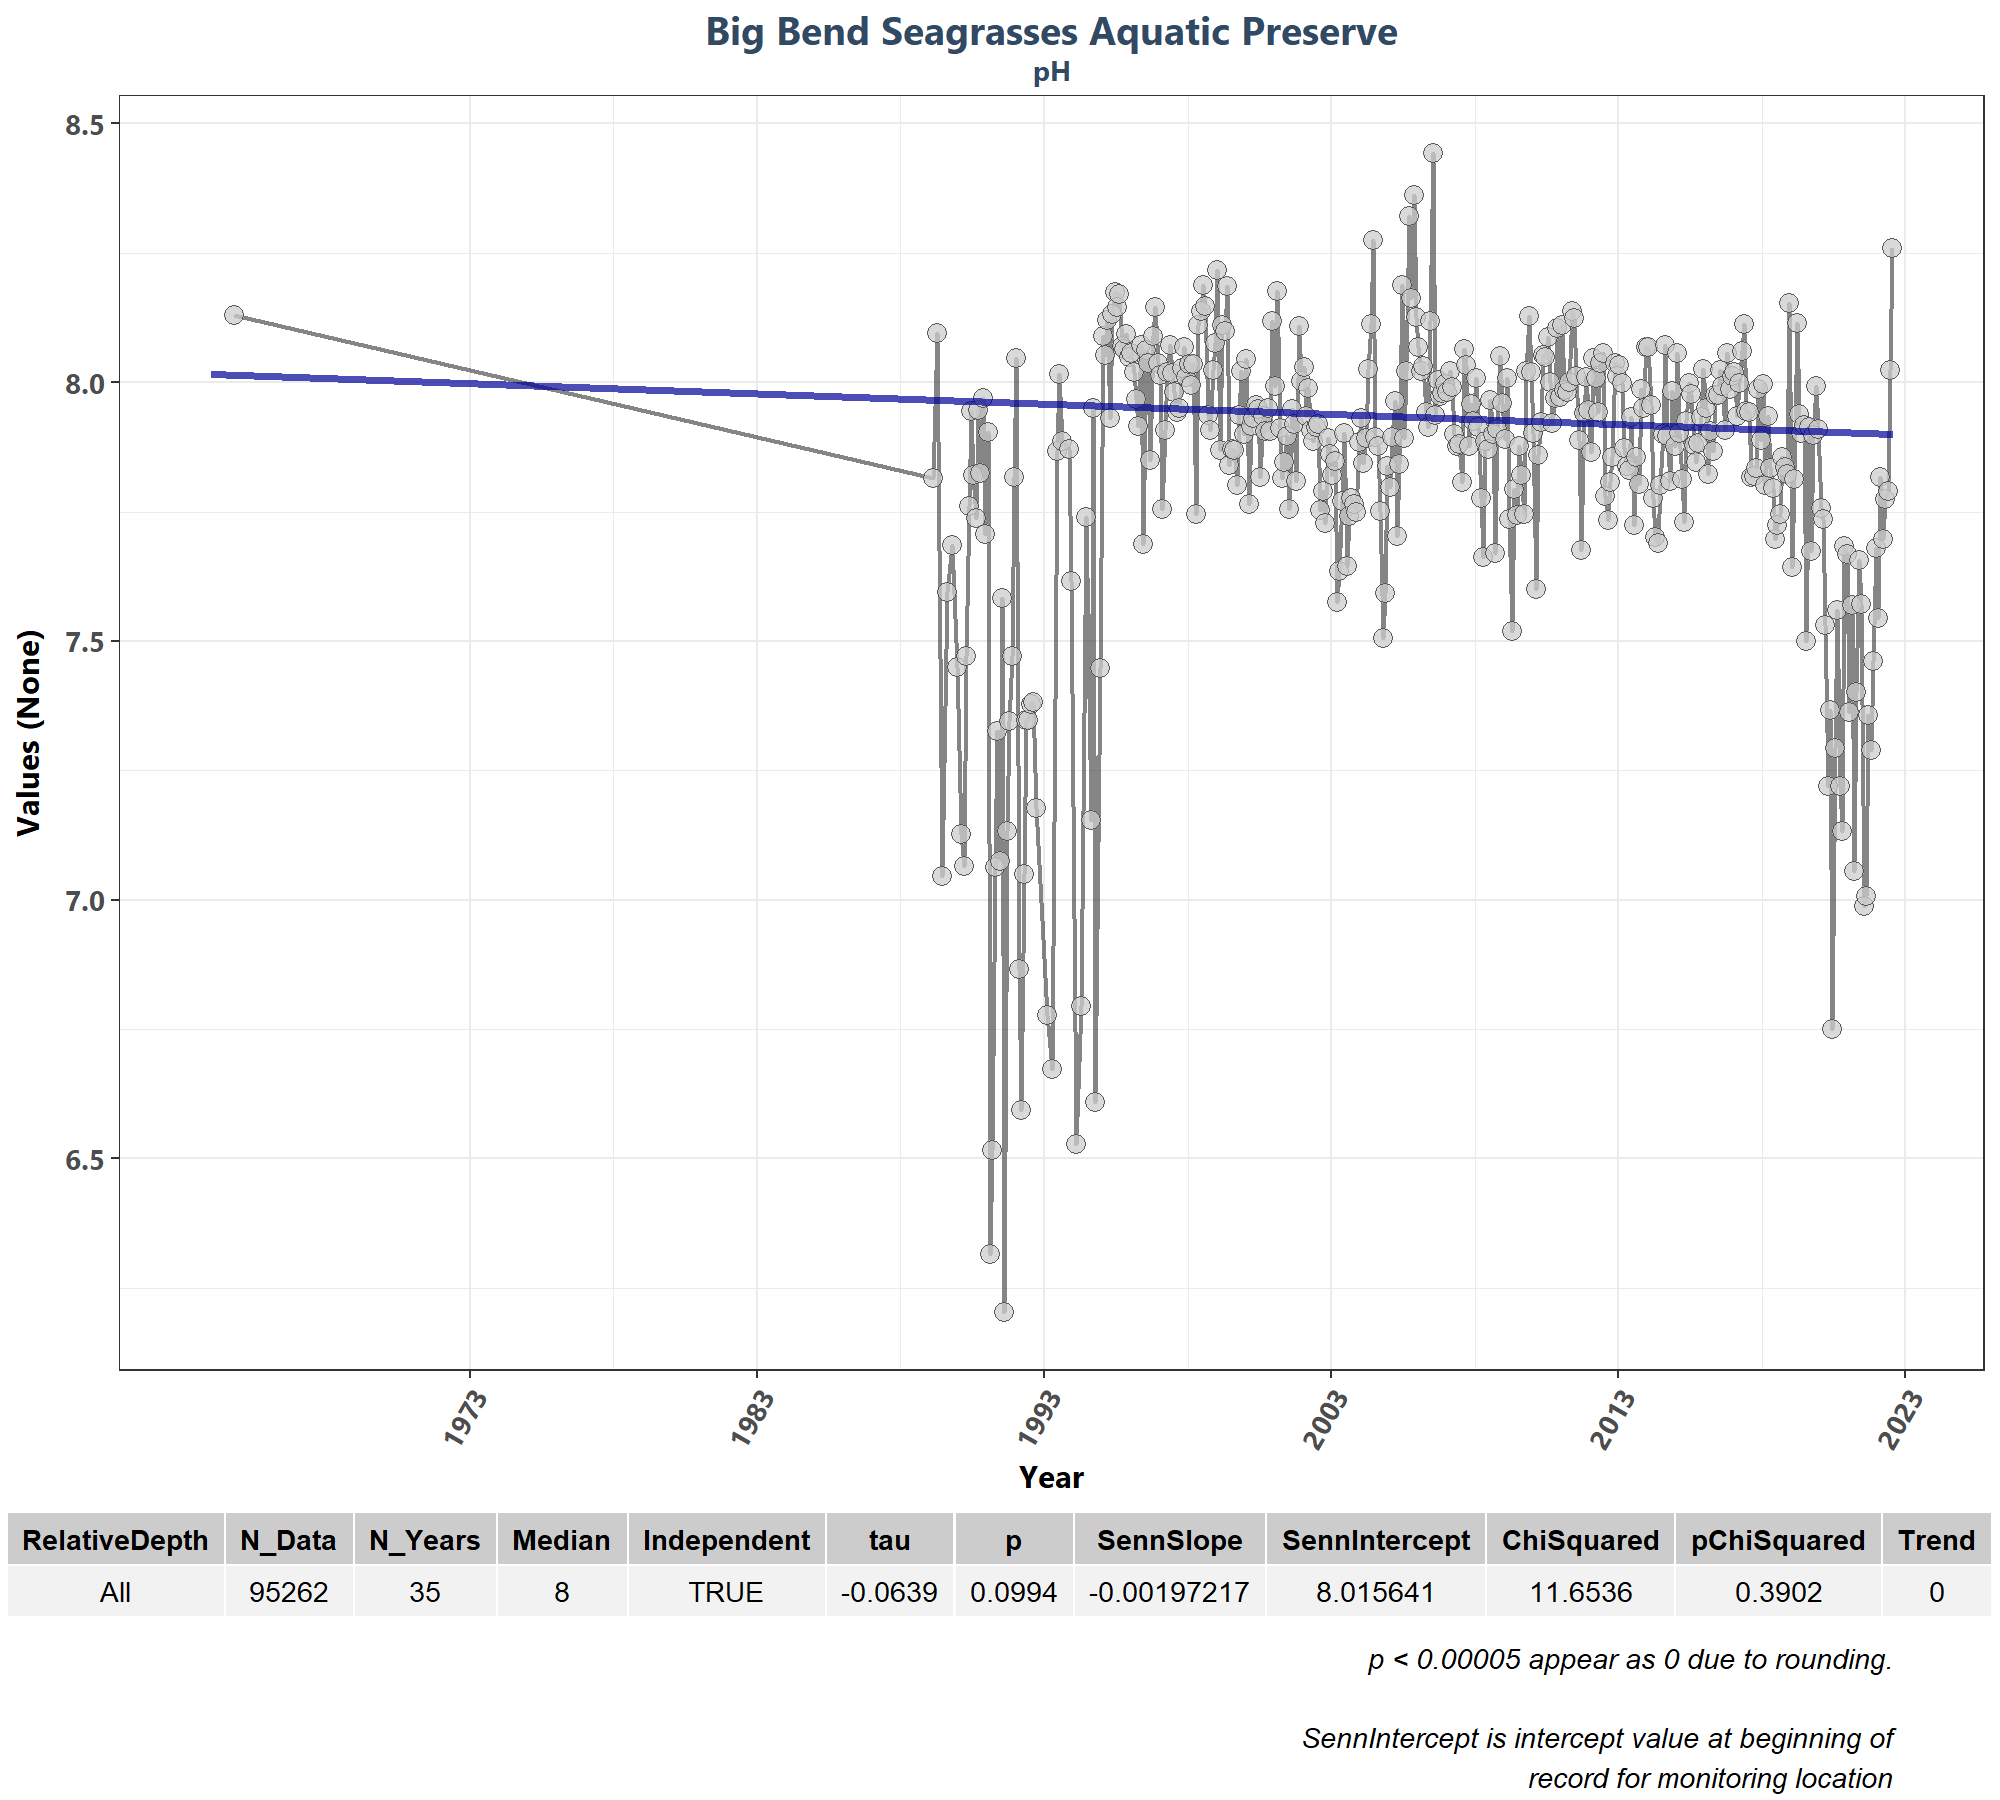 Big Bend Seagrasses Aquatic Preserve
pH
Values (None)
8.5
8.0
7.5
7.0
6.5
1973 1983 1993 2003 2013 2023
Year
RelativeDepth N_Data N_Years Median Independent tau p SennSlope SennIntercept ChiSquared pChiSquared Trend
All 95262 35 8 TRUE -0.0639 0.0994 -0.00197217 8.015641 11.6536 0.3902 0
p < 0.00005 appear as 0 due to rounding.
SennIntercept is intercept value at beginning of
record for monitoring location